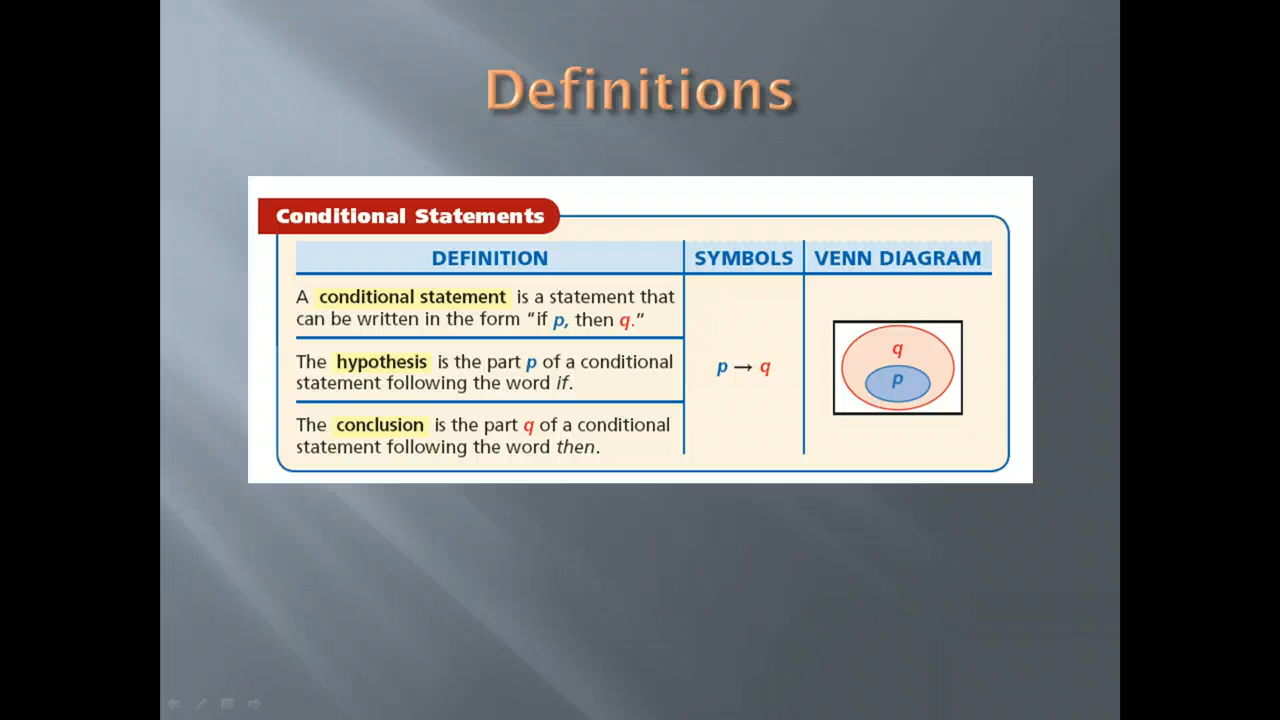 Definitions
Conditional Statements
DEFINITION
SYMBOLS
VENN DIAGRAM
A conditional statement is a statement that
can be written in the form “if p, then q.”
The hypothesis is the part p of a conditional
statement following the word if.
The conclusion is the part q of a conditional
statement following the word then.
p → q
q
p